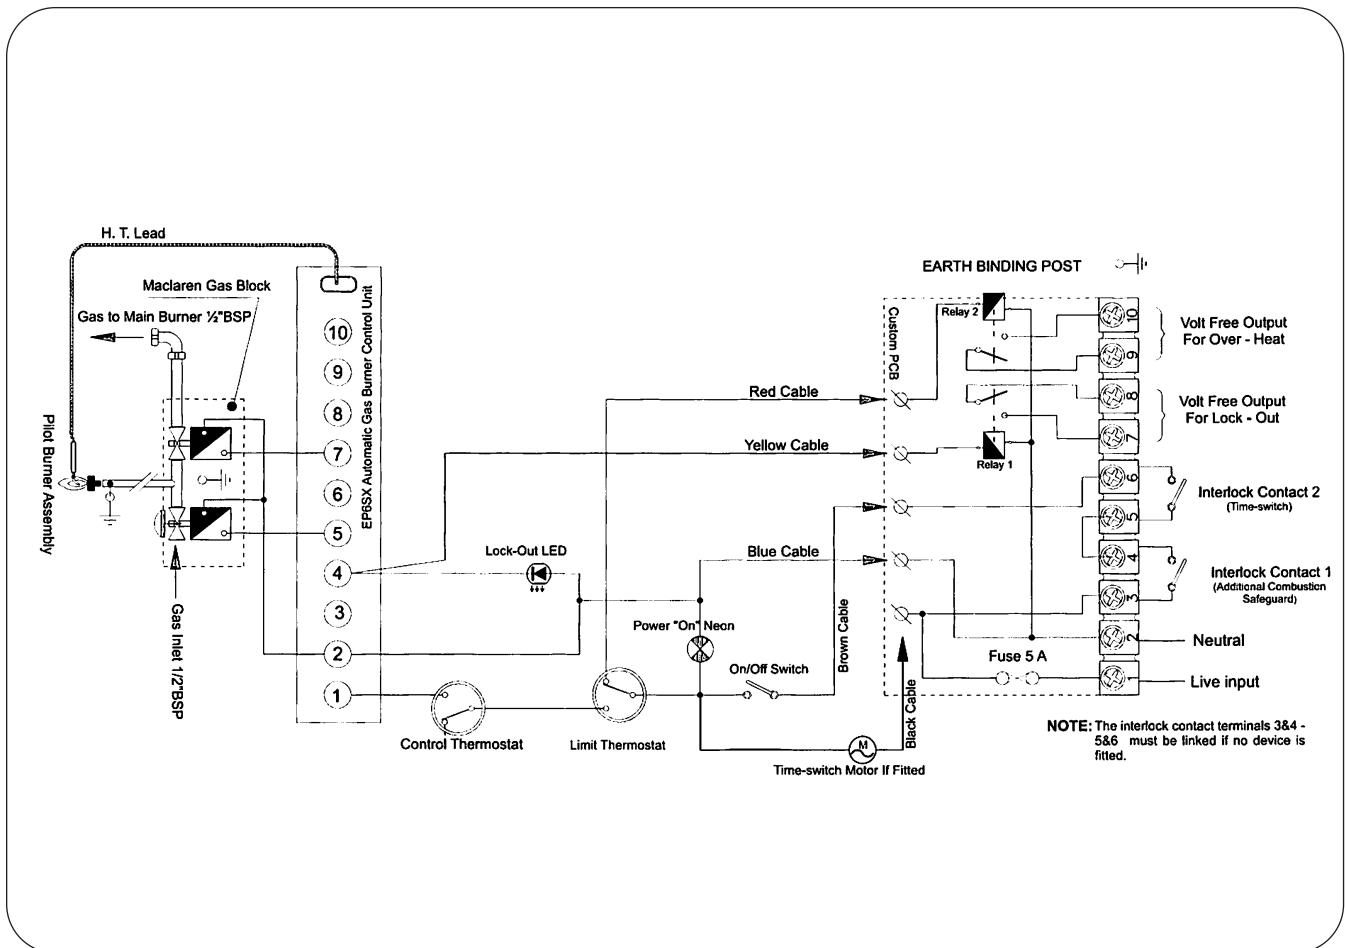 H. T. Lead
Maclaren Gas Block
Gas to Main Burner ½"BSP
Pilot Burner Assembly
Gas Inlet 1/2"BSP
EP6SX Automatic Gas Burner Control Unit
10
9
8
7
6
5
4
3
2
1
Lock-Out LED
Control Thermostat
Limit Thermostat
Power "On" Neon
On/Off Switch
M
Time-switch Motor If Fitted
Red Cable
Yellow Cable
Blue Cable
Brown Cable
Black Cable
EARTH BINDING POST
Custom PCB
Relay 2
Relay 1
Fuse 5 A
10
9
8
7
6
5
4
3
2
1
Volt Free Output
For Over - Heat
Volt Free Output
For Lock - Out
Interlock Contact 2
(Time-switch)
Interlock Contact 1
(Additional Combustion
Safeguard)
Neutral
Live input
NOTE: The interlock contact terminals 3&4 -
5&6 must be linked if no device is
fitted.